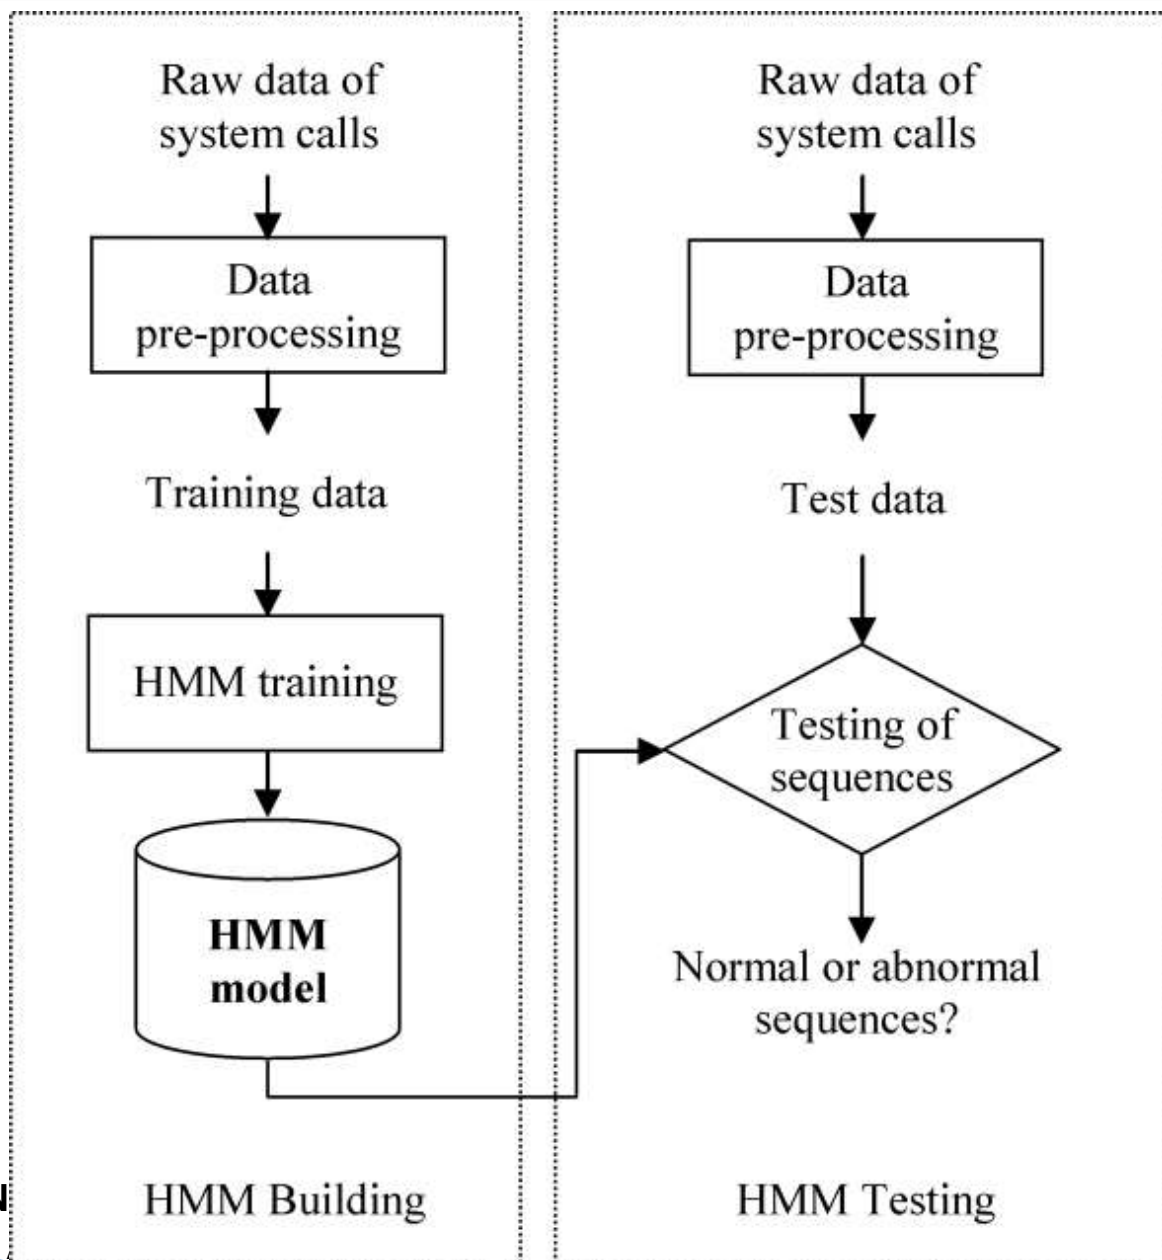 Raw data of
system calls
Data
pre-processing
Training data
HMM training
HMM
model
HMM Building
Raw data of
system calls
Data
pre-processing
Test data
Testing of
sequences
Normal or abnormal
sequences?
HMM Testing